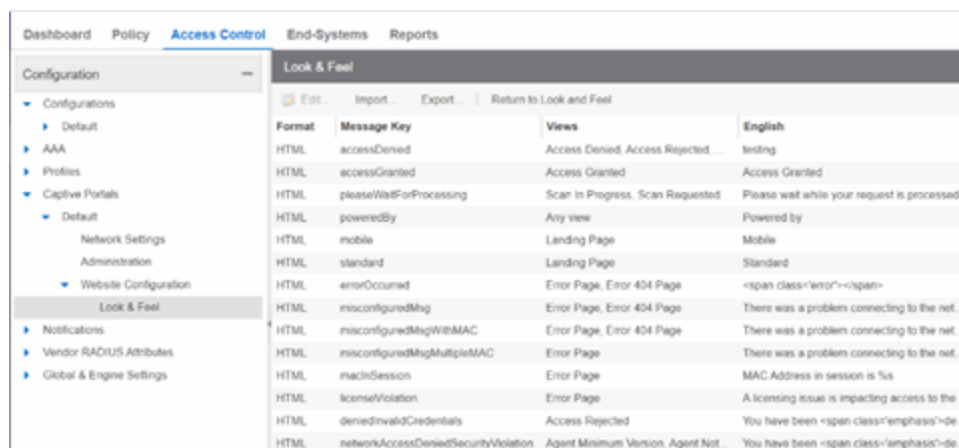 Dashboard Policy Access Control End-Systems Reports
Configuration
Configurations
Default
AAA
Profiles
Captive Portals
Default
Network Settings
Administration
Website Configuration
Look & Feel
Notifications
Vendor RADIUS Attributes
Global & Engine Settings
Look & Feel
Edit... Import... Export... Return to Look and Feel
Format Message Key Views English
HTML accessDenied Access Denied, Access Rejected, ... testing
HTML accessGranted Access Granted Access Granted
HTML pleaseWaitForProcessing Scan In Progress, Scan Requested Please wait while your request is processed
HTML poweredBy Any view Powered by
HTML mobile Landing Page Mobile
HTML standard Landing Page Standard
HTML errorOccurred Error Page, Error 404 Page <span class='error'></span>
HTML misconfiguredMsg Error Page, Error 404 Page There was a problem connecting to the net.
HTML misconfiguredMsgWithMAC Error Page, Error 404 Page There was a problem connecting to the net.
HTML misconfiguredMsgMultipleMAC Error Page There was a problem connecting to the net.
HTML macInSession Error Page MAC Address in session is %s
HTML licenseViolation Error Page A licensing issue is impacting access to the
HTML deniedInvalidCredentials Access Rejected You have been <span class='emphasis'>de.
HTML networkAccessDeniedSecurityViolation Agent Minimum Version, Agent Not... You have been <span class='emphasis'>de.